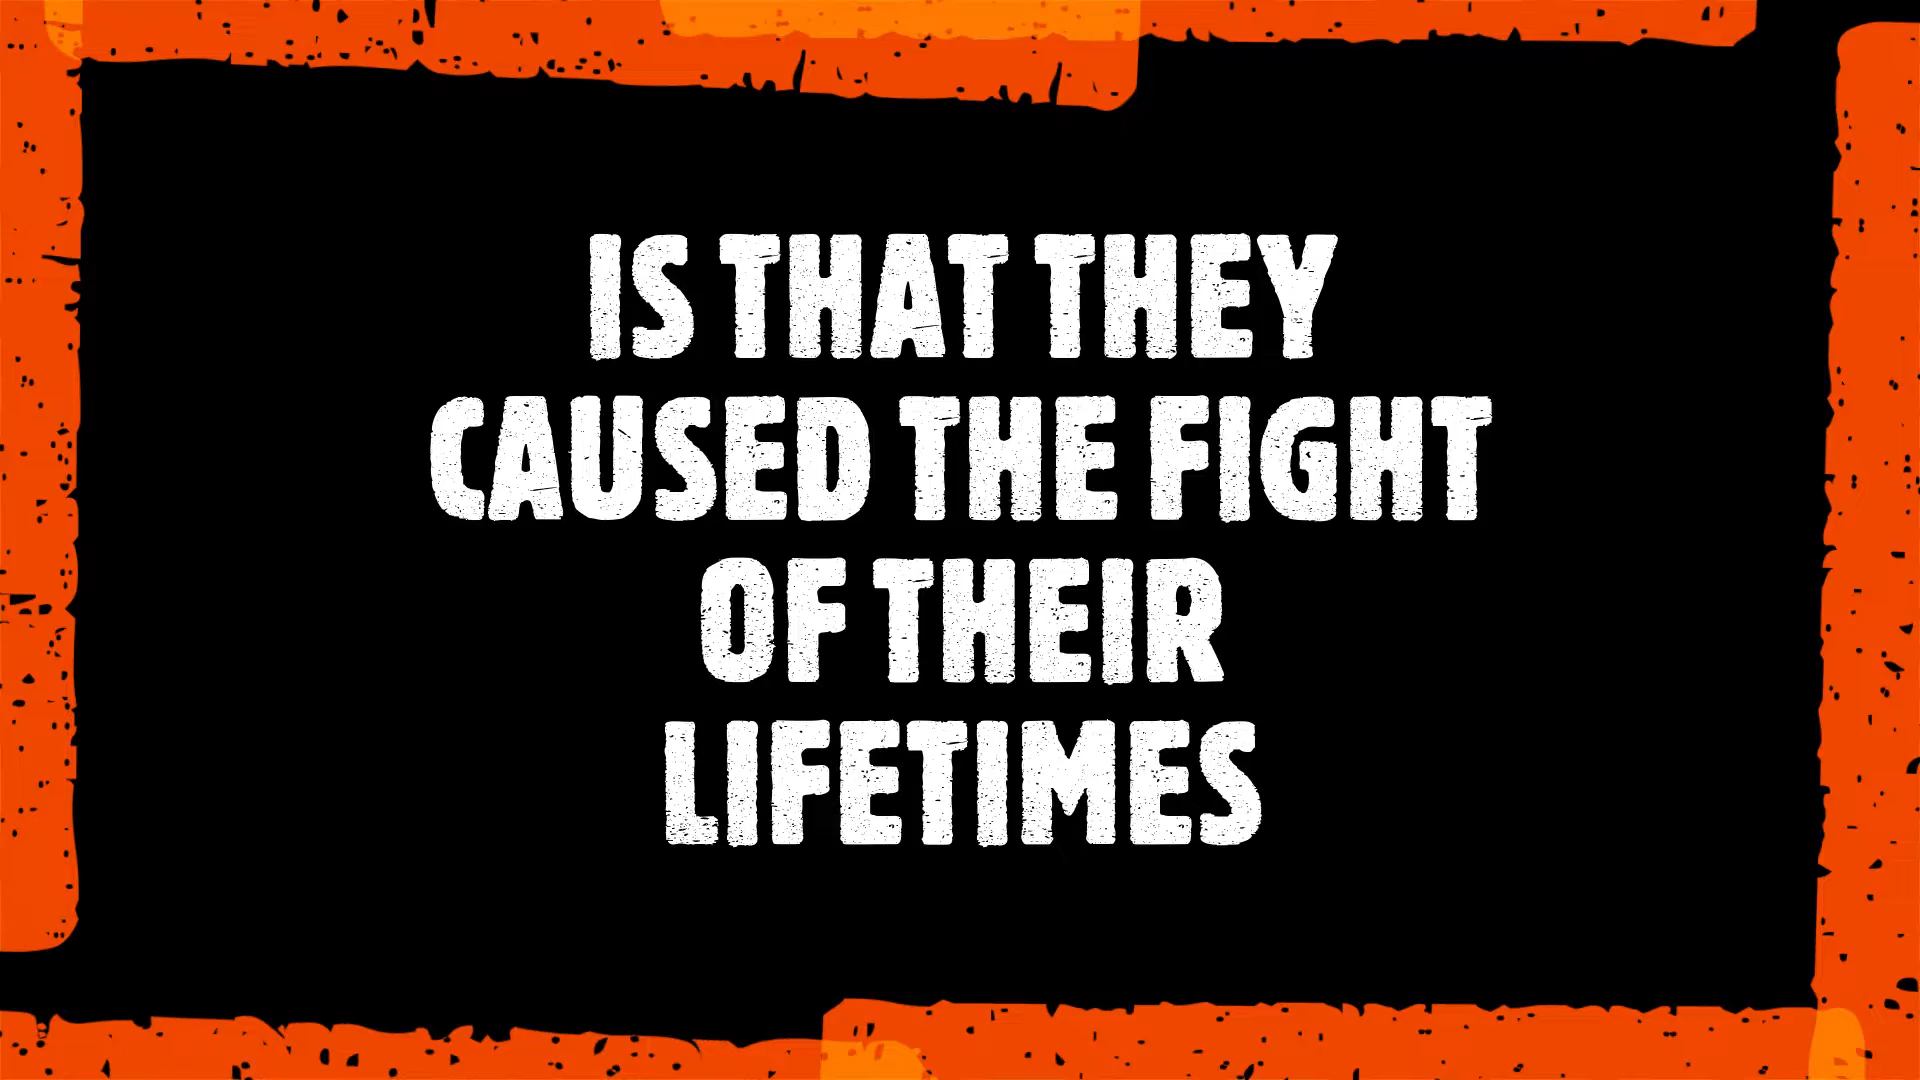 IS THAT THEY
CAUSED THE FIGHT
OF THEIR
LIFETIMES